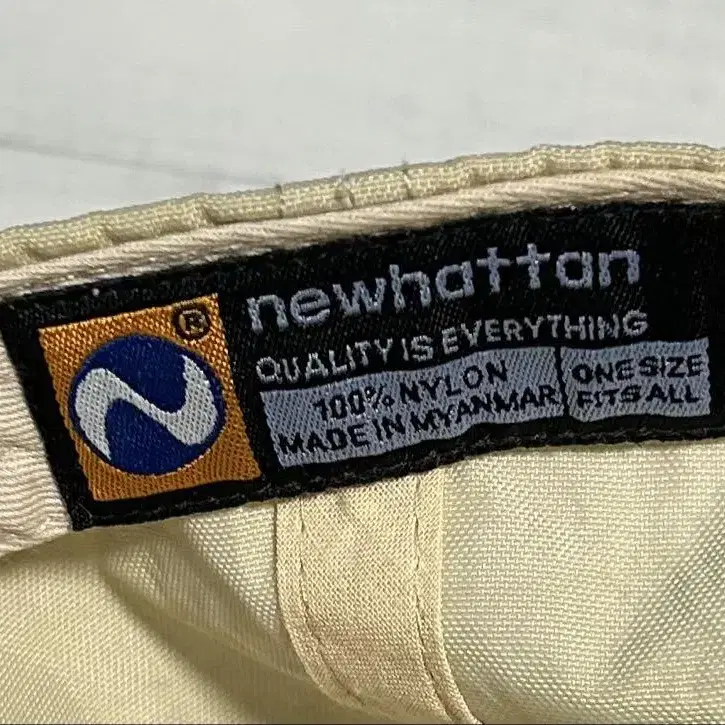 ®
newhattan
QUALITY IS EVERYTHING
100% NYLON
MADE IN MYANMAR
ONE SIZE
FITS ALL